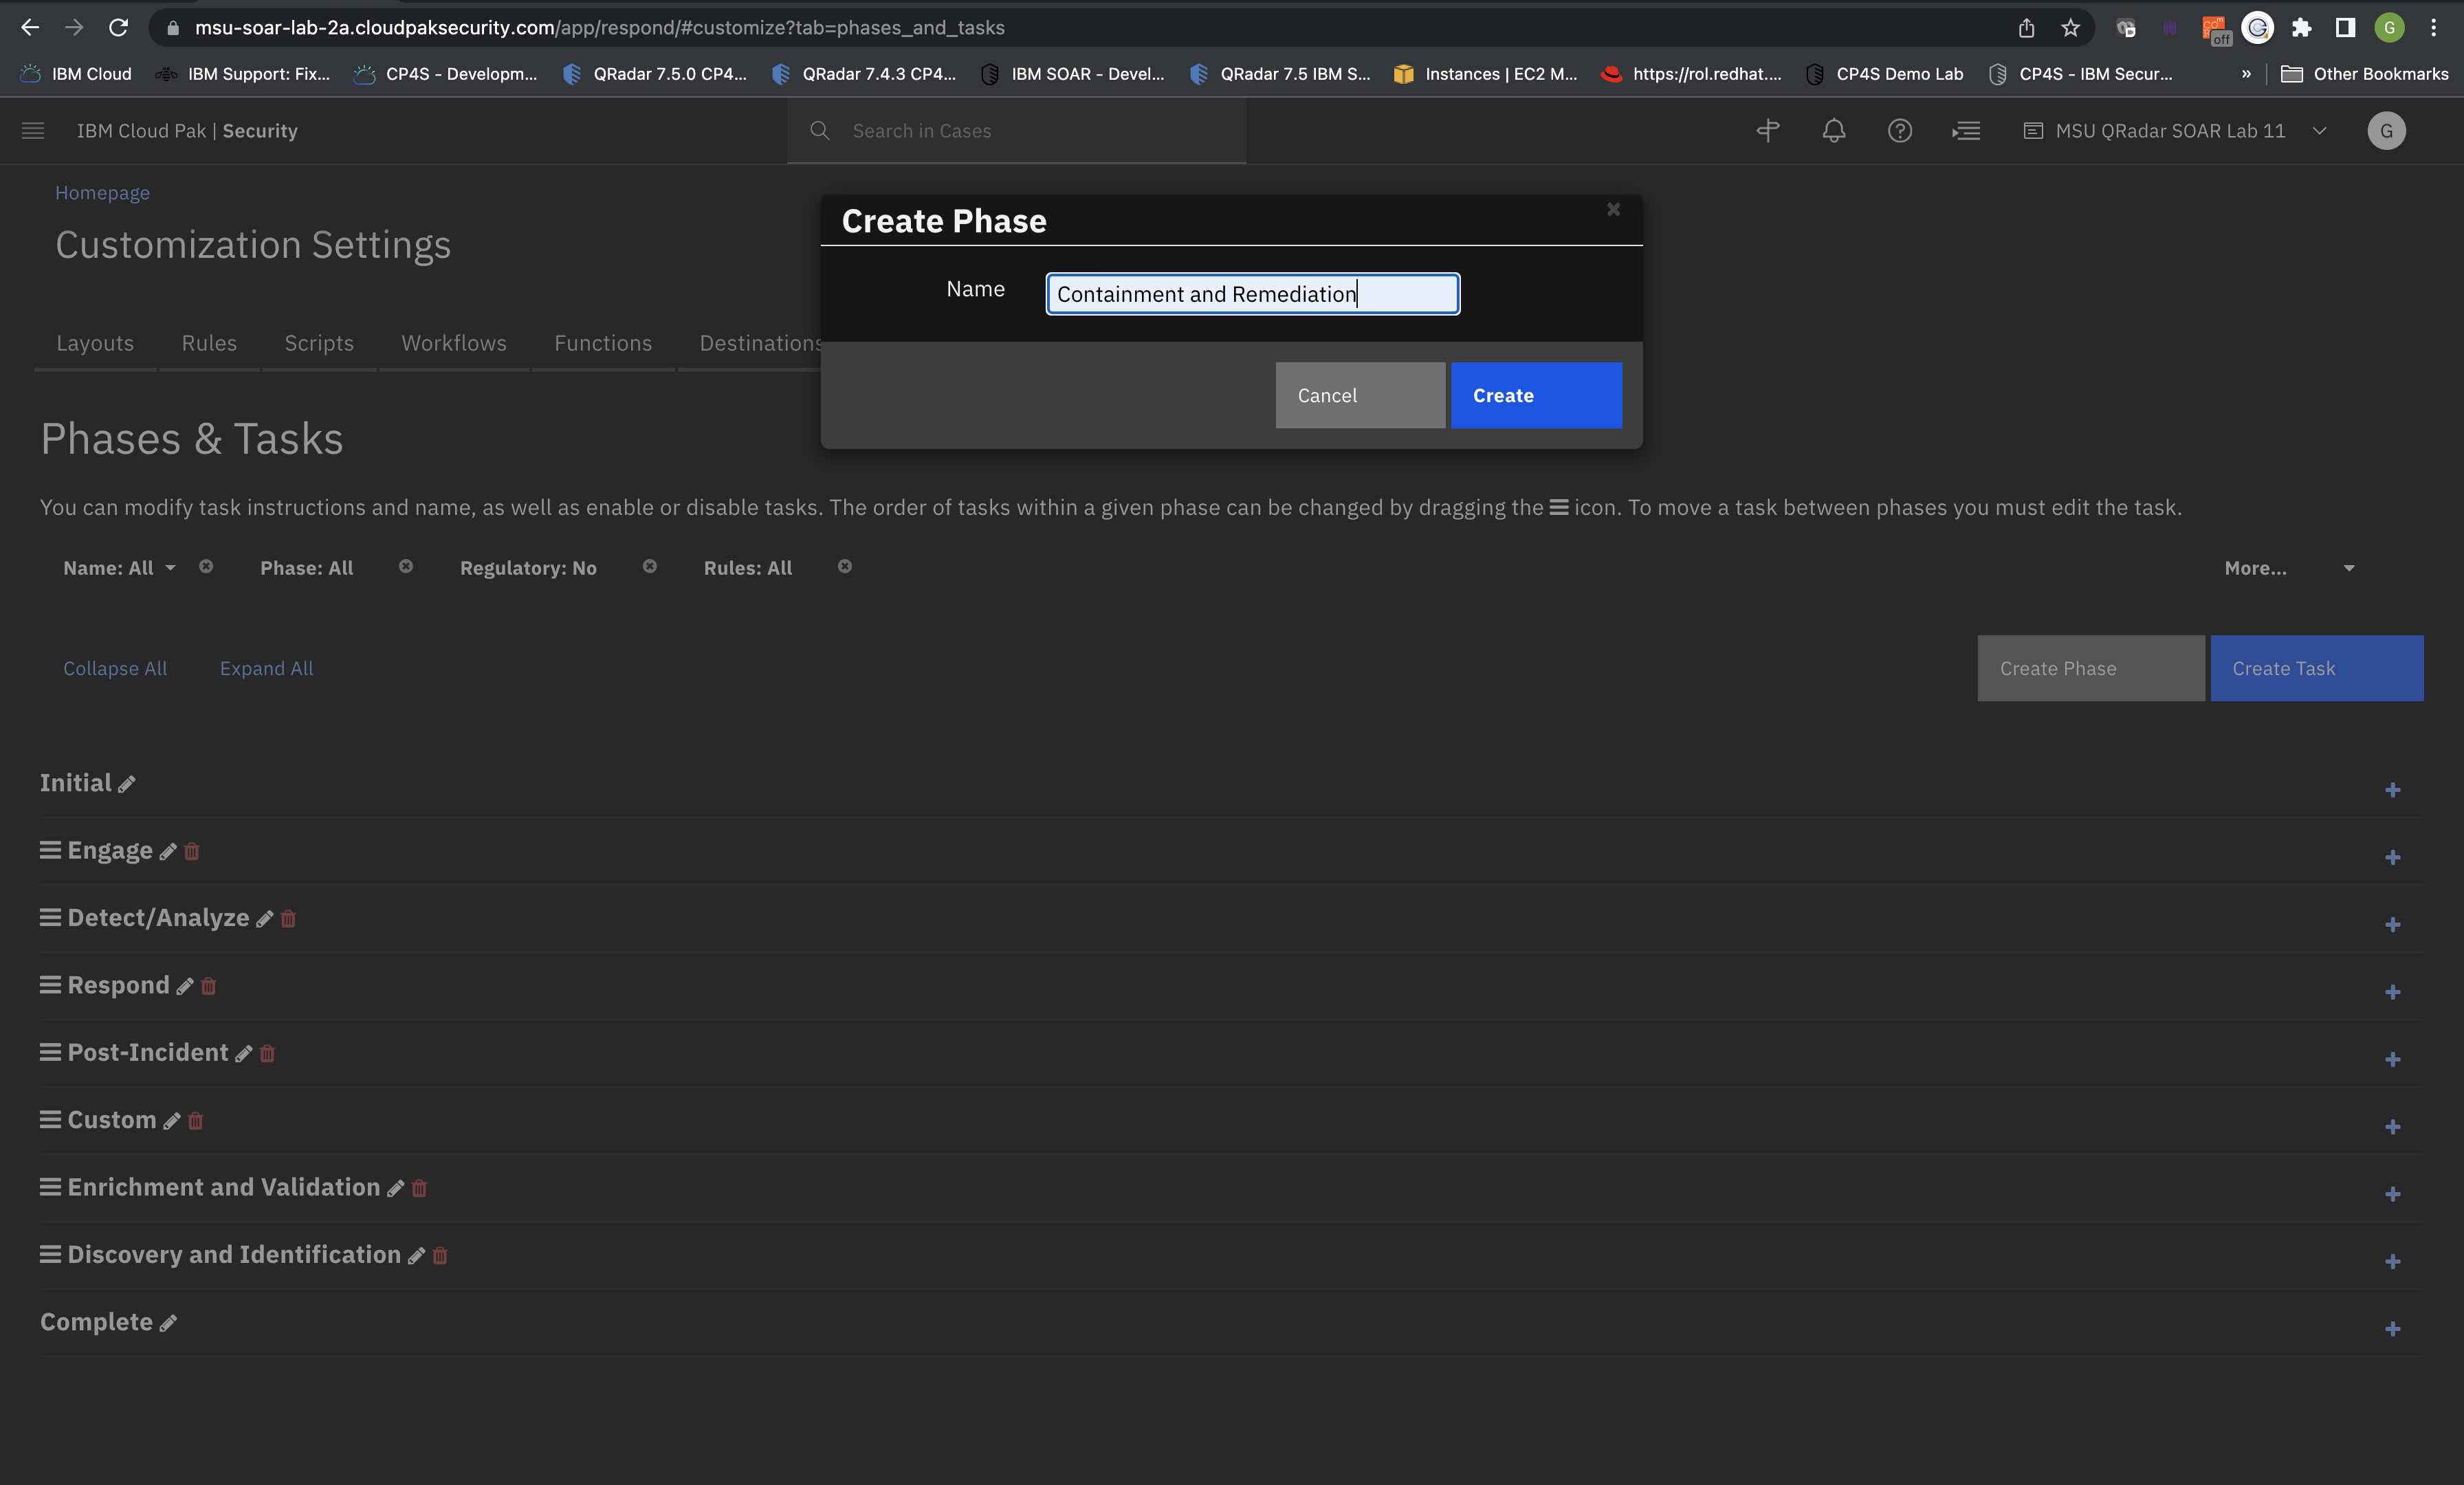 msu-soar-lab-2a.cloudpaksecurity.com/app/respond/#customize?tab=phases_and_tasks
off
G
IBM Cloud
IBM Support: Fix...
CP4S - Developm...
QRadar 7.5.0 CP4...
QRadar 7.4.3 CP4...
IBM SOAR - Devel...
QRadar 7.5 IBM S...
Instances | EC2 M...
https://rol.redhat....
CP4S Demo Lab
CP4S - IBM Secur...
»
Other Bookmarks
IBM Cloud Pak | Security
Search in Cases
MSU QRadar SOAR Lab 11
G
Homepage
Customization Settings
Create Phase
Name
Containment and Remediation
Cancel
Create
Layouts
Rules
Scripts
Workflows
Functions
Destinations
Phases & Tasks
You can modify task instructions and name, as well as enable or disable tasks. The order of tasks within a given phase can be changed by dragging the icon. To move a task between phases you must edit the task.
Name: All
Phase: All
Regulatory: No
Rules: All
More...
Collapse All
Expand All
Create Phase
Create Task
Initial
Engage
Detect/Analyze
Respond
Post-Incident
Custom
Enrichment and Validation
Discovery and Identification
Complete